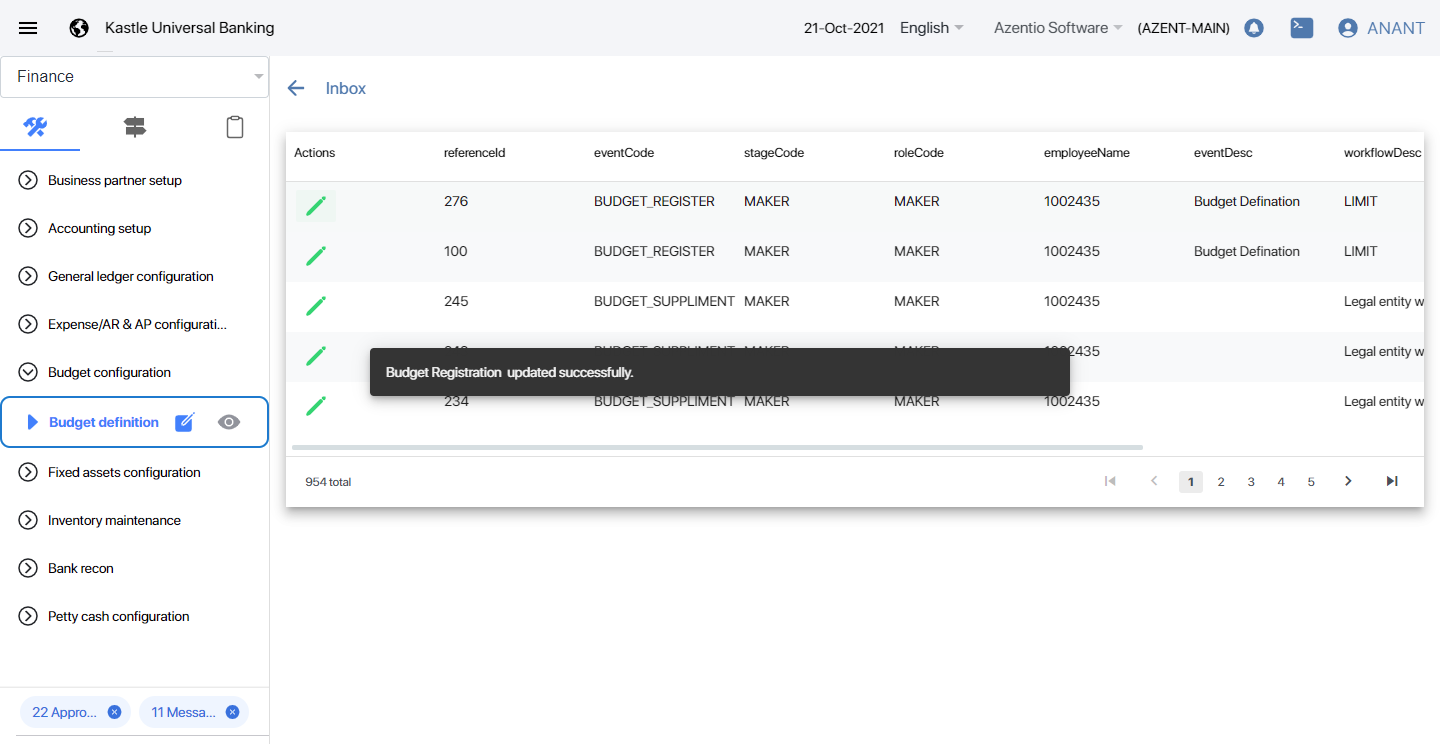 Kastle Universal Banking
21-Oct-2021 English Azentio Software (AZENT-MAIN) ANANT
Finance
Business partner setup
Accounting setup
General ledger configuration
Expense/AR & AP configurati...
Budget configuration
Budget definition
Fixed assets configuration
Inventory maintenance
Bank recon
Petty cash configuration
22 Appro... 11 Messa...
Inbox
Actions referenceId eventCode stageCode roleCode employeeName eventDesc workflowDesc
276 BUDGET_REGISTER MAKER MAKER 1002435 Budget Defination LIMIT
100 BUDGET_REGISTER MAKER MAKER 1002435 Budget Defination LIMIT
245 BUDGET_SUPPLIMENT MAKER MAKER 1002435 Legal entity w
BUDGET_SUPPLIMENT MAKER MAKER 1002435 Legal entity w
Budget Registration updated successfully.
234 BUDGET_SUPPLIMENT MAKER MAKER 1002435 Legal entity w
954 total 1 2 3 4 5